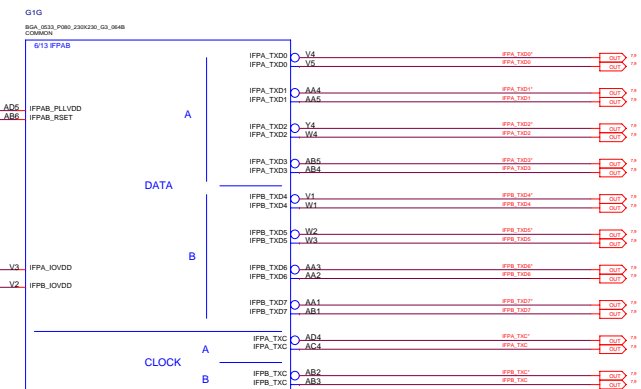 G1G
BGA_0533_P080_230X230_G3_064B
COMMON
6/13 IFPAB
IFPA_TXD0 V4 IFPA_TXD0* OUT
IFPA_TXD0 V5 IFPA_TXD0 OUT
IFPA_TXD1 AA4 IFPA_TXD1* OUT
IFPA_TXD1 AA5 IFPA_TXD1 OUT
AD5 IFPAB_PLLVDD
AB6 IFPAB_RSET
A
IFPA_TXD2 Y4 IFPA_TXD2* OUT
IFPA_TXD2 W4 IFPA_TXD2 OUT
IFPA_TXD3 AB5 IFPA_TXD3* OUT
IFPA_TXD3 AB4 IFPA_TXD3 OUT
DATA
IFPB_TXD4 V1 IFPB_TXD4* OUT
IFPB_TXD4 W1 IFPB_TXD4 OUT
IFPB_TXD5 W2 IFPB_TXD5* OUT
IFPB_TXD5 W3 IFPB_TXD5 OUT
B
V3 IFPA_IOVDD
IFPB_TXD6 AA3 IFPB_TXD6* OUT
IFPB_TXD6 AA2 IFPB_TXD6 OUT
V2 IFPB_IOVDD
IFPB_TXD7 AA1 IFPB_TXD7* OUT
IFPB_TXD7 AB1 IFPB_TXD7 OUT
IFPA_TXC AD4 IFPA_TXC* OUT
IFPA_TXC AC4 IFPA_TXC OUT
A
CLOCK
B
IFPB_TXC AB2 IFPB_TXC* OUT
IFPB_TXC AB3 IFPB_TXC OUT